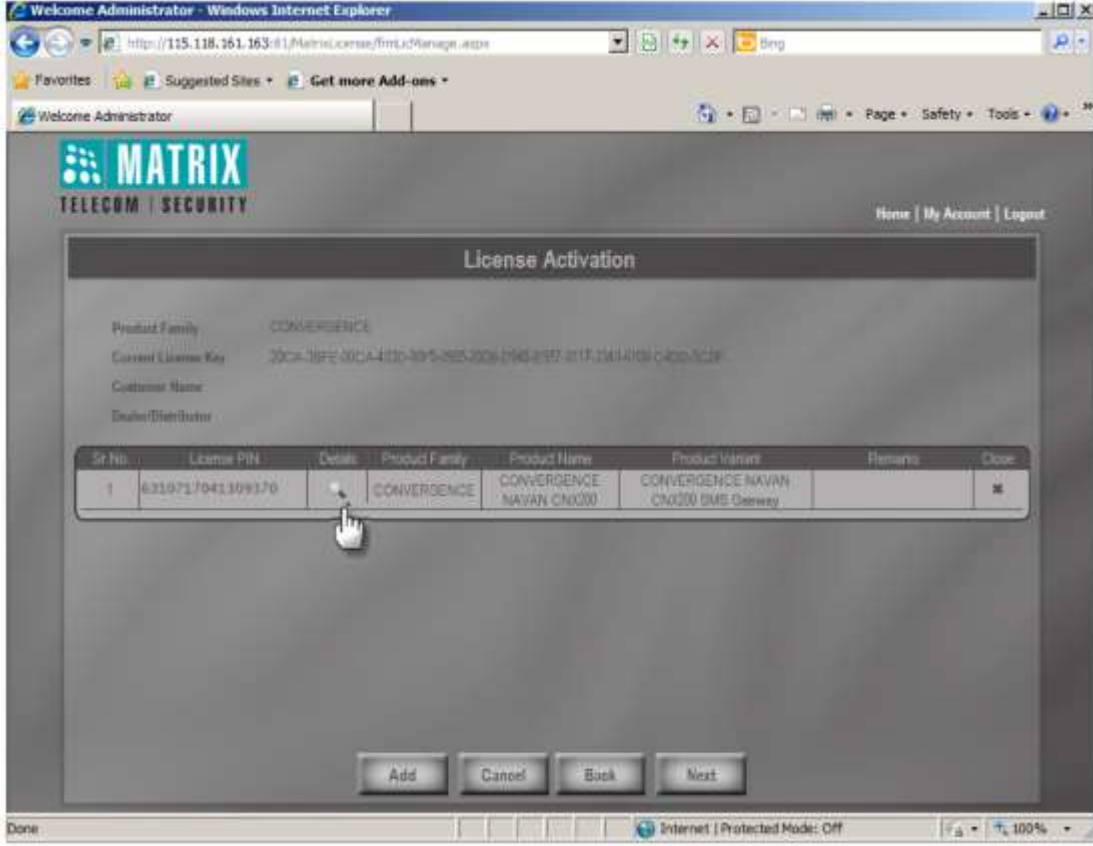 Welcome Administrator - Windows Internet Explorer
Bing
Favorites Suggested Sites Get more Add-ons
Welcome Administrator Page Safety Tools
MATRIX
TELECOM | SECURITY
Home | My Account | Logout
License Activation
Product Family CONVERGENCE
Current License Key
Customer Name
Dealer/Distributor
Sr.No. License PIN Details Product Family Product Name Product Variant Remarks Close
1 6310717041309370 CONVERGENCE CONVERGENCE NAVAN CNX200 CONVERGENCE NAVAN CNX200 SMS Gateway
Add Cancel Back Next
Done Internet | Protected Mode: Off 100%